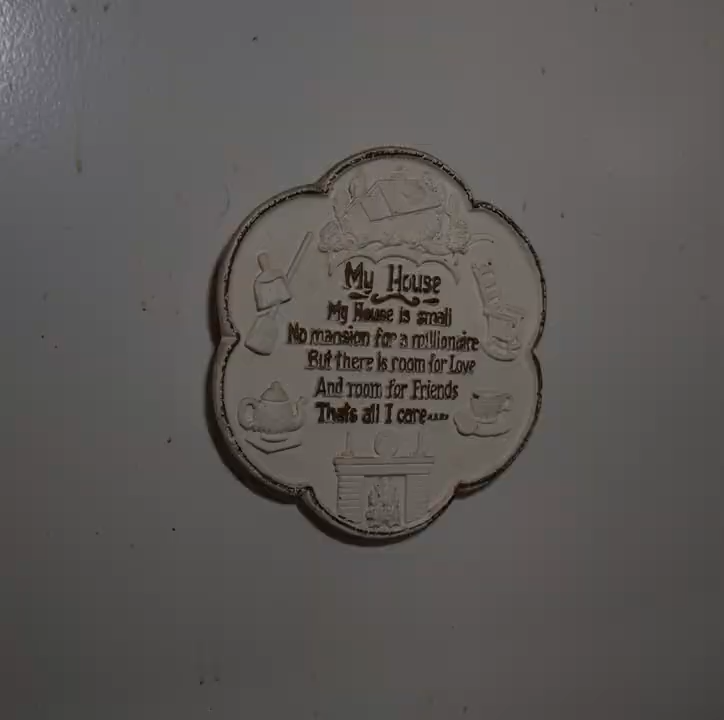 My House
My House is small
No mansion for a millionaire
But there is room for Love
And room for Friends
Thats all I care....